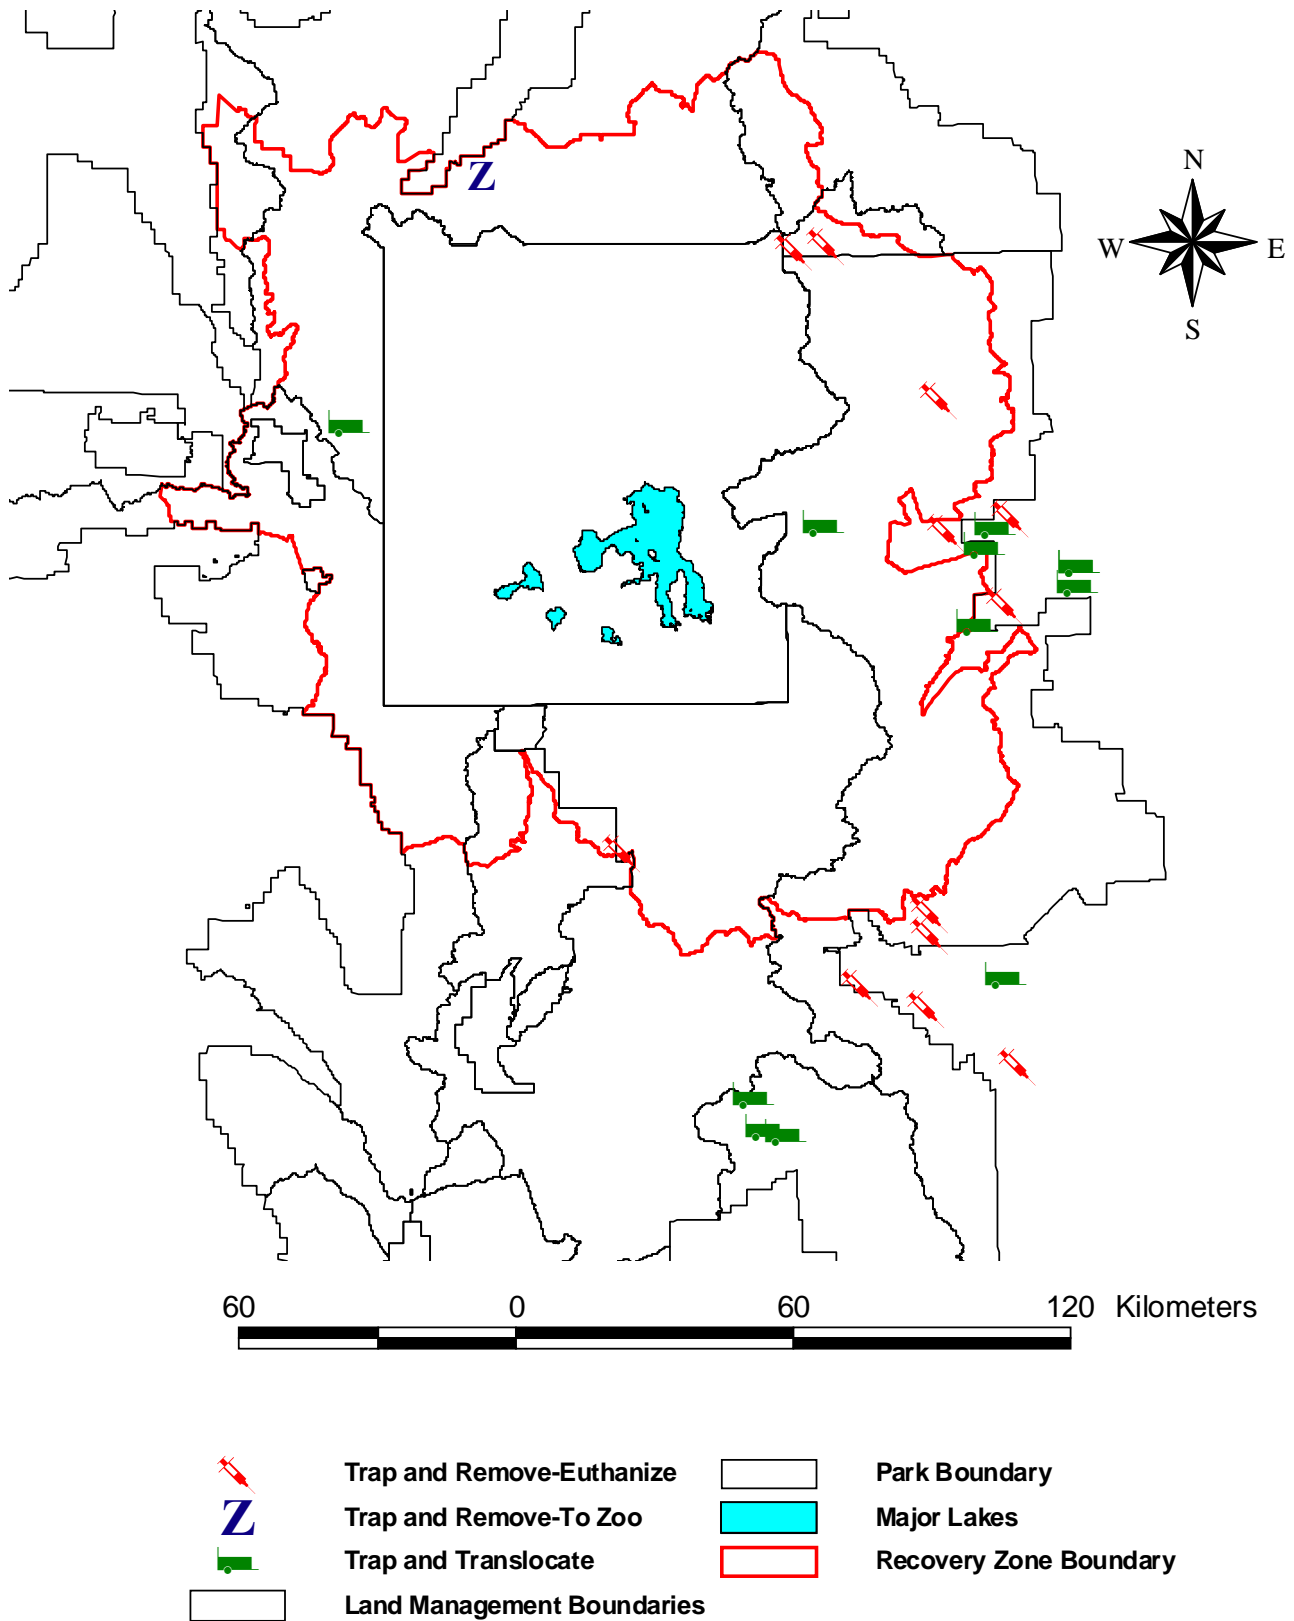 Z
N
W E
S
60 0 60 120 Kilometers
Trap and Remove-Euthanize Park Boundary
Z Trap and Remove-To Zoo Major Lakes
Trap and Translocate Recovery Zone Boundary
Land Management Boundaries